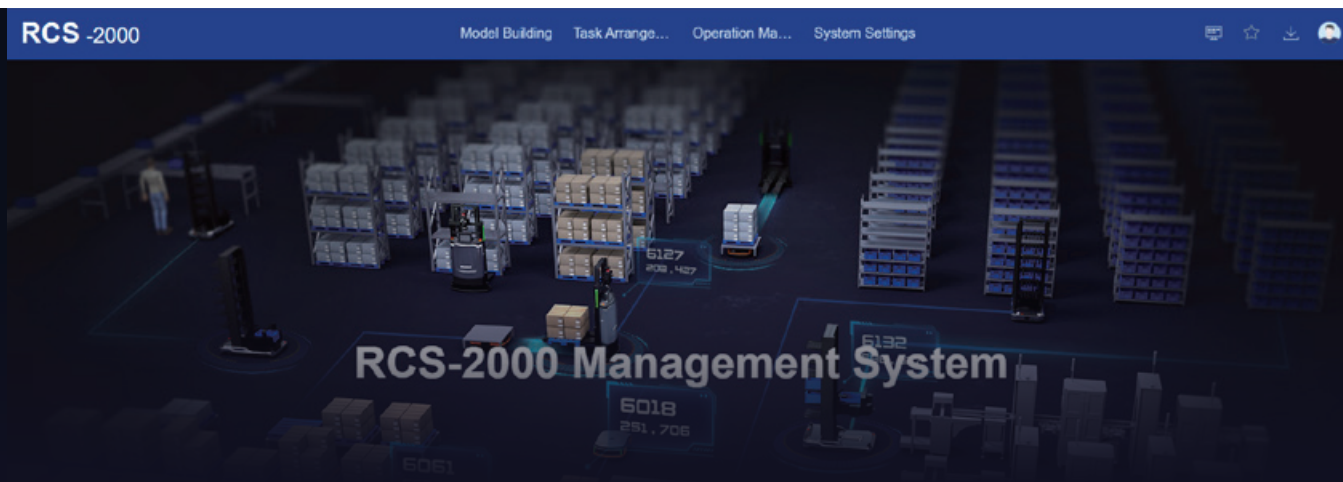 RCS -2000
Model Building Task Arrange... Operation Ma... System Settings
6127
208,427
6132
RCS-2000 Management System
6018
251,706
6061